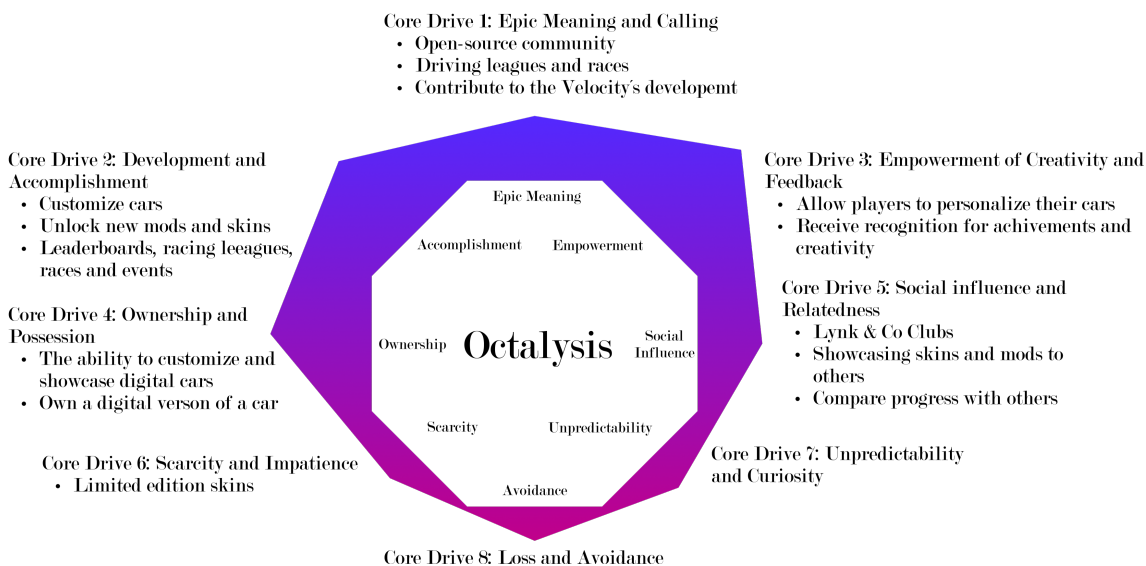 Core Drive 1: Epic Meaning and Calling
• Open-source community
• Driving leagues and races
• Contribute to the Velocity's developemt
Core Drive 2: Development and
Accomplishment
• Customize cars
• Unlock new mods and skins
• Leaderboards, racing leeagues,
races and events
Core Drive 3: Empowerment of Creativity and
Feedback
• Allow players to personalize their cars
• Receive recognition for achivements and
creativity
Core Drive 4: Ownership and
Possession
• The ability to customize and
showcase digital cars
• Own a digital verson of a car
Core Drive 5: Social influence and
Relatedness
• Lynk & Co Clubs
• Showcasing skins and mods to
others
• Compare progress with others
Core Drive 6: Scarcity and Impatience
• Limited edition skins
Core Drive 7: Unpredictability
and Curiosity
Core Drive 8: Loss and Avoidance
Epic Meaning
Accomplishment
Empowerment
Ownership
Octalysis
Social
Influence
Scarcity
Unpredictability
Avoidance